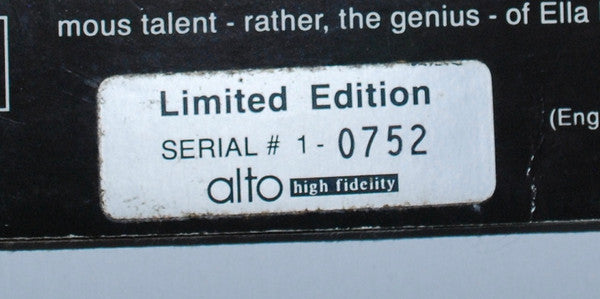 mous talent - rather, the genius - of Ella
Limited Edition
(Eng
SERIAL # 1 - 0752
alto high fidelity